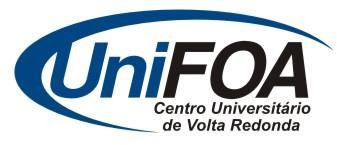 UniFOA
Centro Universitário
de Volta Redonda